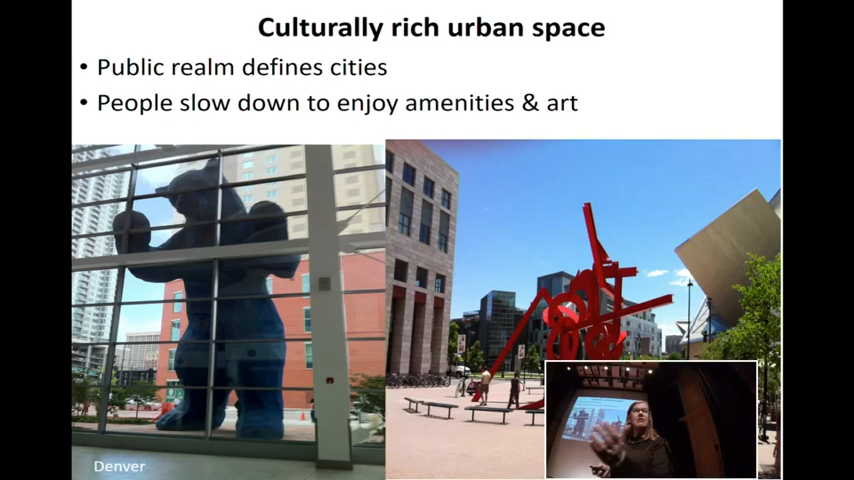 Culturally rich urban space
• Public realm defines cities
• People slow down to enjoy amenities & art
Denver